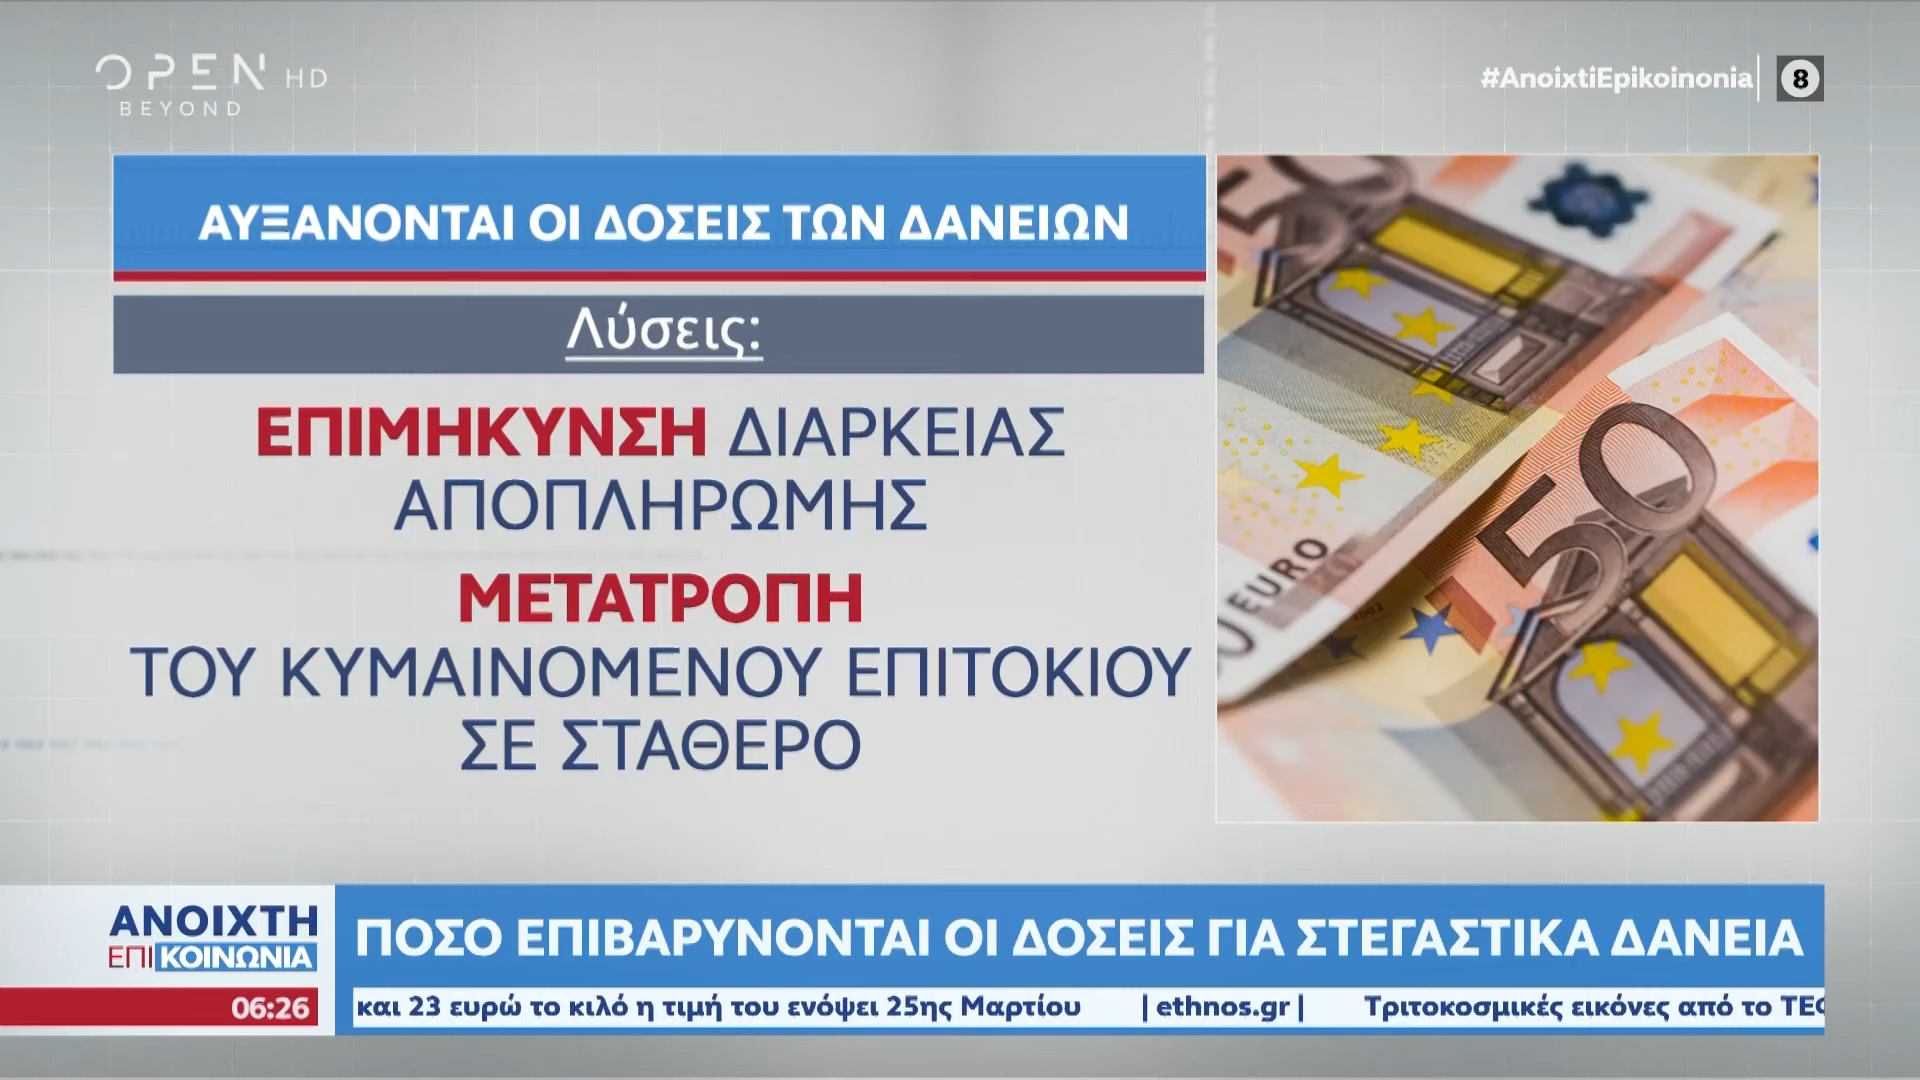 OPEN HD
BEYOND
#AnoixtiEpikoinonia
8
ΑΥΞΑΝΟΝΤΑΙ ΟΙ ΔΟΣΕΙΣ ΤΩΝ ΔΑΝΕΙΩΝ
Λύσεις:
ΕΠΙΜΗΚΥΝΣΗ ΔΙΑΡΚΕΙΑΣ
ΑΠΟΠΛΗΡΩΜΗΣ
ΜΕΤΑΤΡΟΠΗ
ΤΟΥ ΚΥΜΑΙΝΟΜΕΝΟΥ ΕΠΙΤΟΚΙΟΥ
ΣΕ ΣΤΑΘΕΡΟ
50
EURO
ΑΝΟΙΧΤΗ
ΕΠΙΚΟΙΝΩΝΙΑ
ΠΟΣΟ ΕΠΙΒΑΡΥΝΟΝΤΑΙ ΟΙ ΔΟΣΕΙΣ ΓΙΑ ΣΤΕΓΑΣΤΙΚΑ ΔΑΝΕΙΑ
06:26
και 23 ευρώ το κιλό η τιμή του ενόψει 25ης Μαρτίου | ethnos.gr | Τριτοκοσμικές εικόνες από το